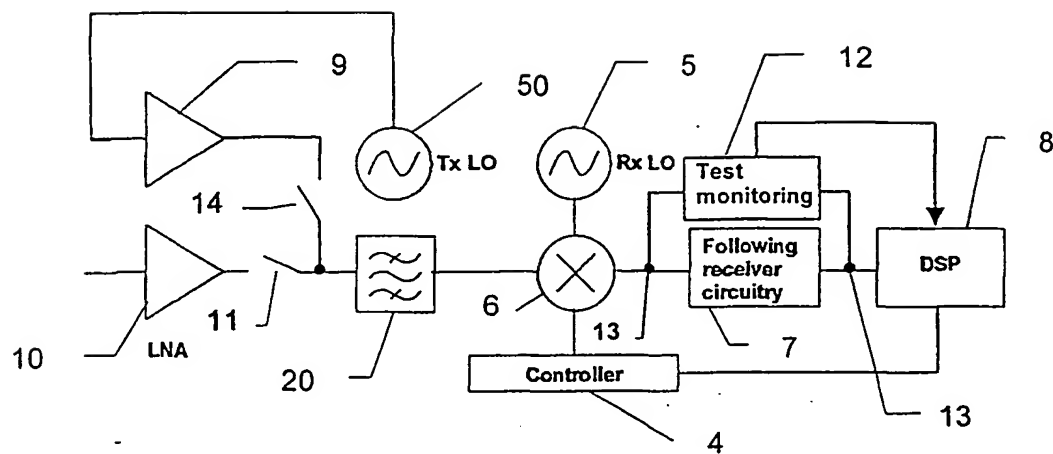 9
50
5
12
8
Tx LO
Rx LO
Test
monitoring
14
Following
receiver
circuitry
DSP
11
6
13
10
LNA
20
7
Controller
13
4